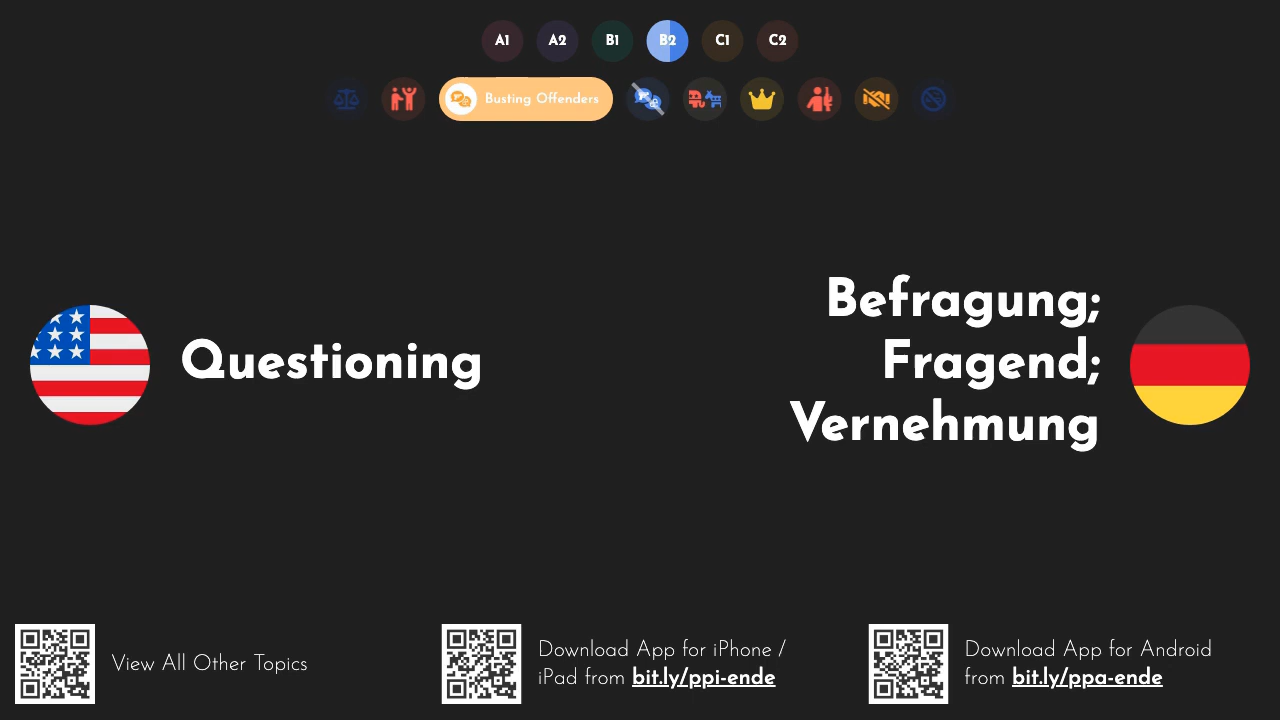 A1 A2 B1 B2 C1 C2
Busting Offenders
Questioning
Befragung;
Fragend;
Vernehmung
View All Other Topics
Download App for iPhone /
iPad from bit.ly/ppi-ende
Download App for Android
from bit.ly/ppa-ende